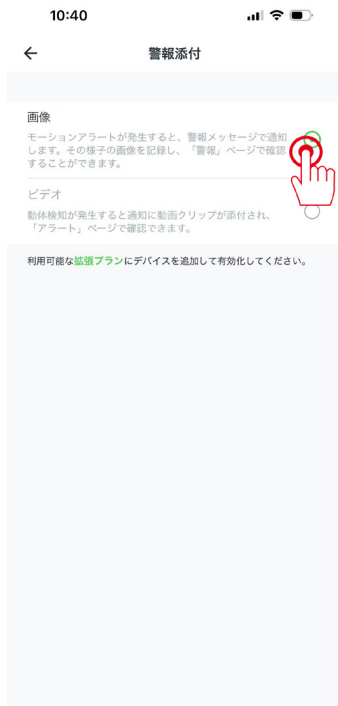 10:40
警報添付
画像
モーションアラートが発生すると、警報メッセージで通知
します。その様子の画像を記録し、「警報」ページで確認
することができます。
ビデオ
動体検知が発生すると通知に動画クリップが添付され、
「アラート」ページで確認できます。
利用可能な拡張プランにデバイスを追加して有効化してください。